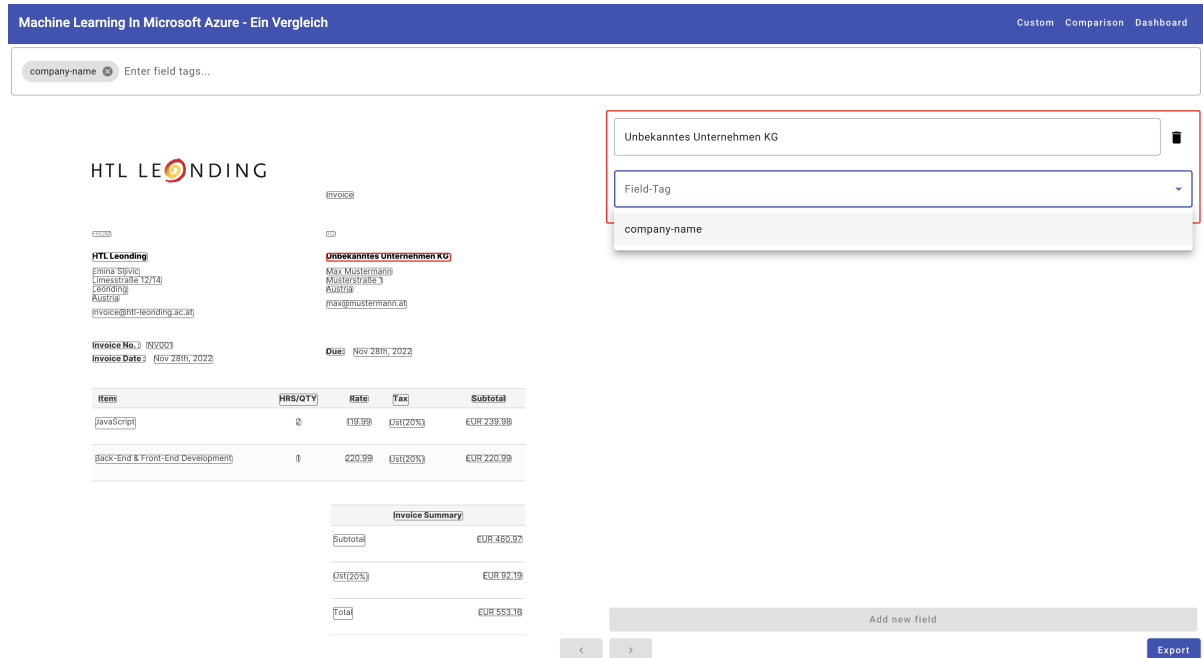 Machine Learning In Microsoft Azure - Ein Vergleich
Custom Comparison Dashboard
company-name Enter field tags...
Unbekanntes Unternehmen KG
Field-Tag
company-name
HTL LEONDING
Invoice
FROM TO
HTL Leonding Unbekanntes Unternehmen KG
Emina Sljivic Max Mustermann
Limesstraße 12/14 Musterstraße 1
Leonding Austria
Austria
invoice@htl-leonding.ac.at max@mustermann.at
Invoice No.: INV001
Invoice Date: Nov 28th, 2022 Due: Nov 28th, 2022
Item HRS/QTY Rate Tax Subtotal
JavaScript 2 119.99 Ust(20%) EUR 239.98
Back-End & Front-End Development 1 220.99 Ust(20%) EUR 220.99
Invoice Summary
Subtotal EUR 460.97
Ust(20%) EUR 92.19
Total EUR 553.16
Add new field
< >
Export